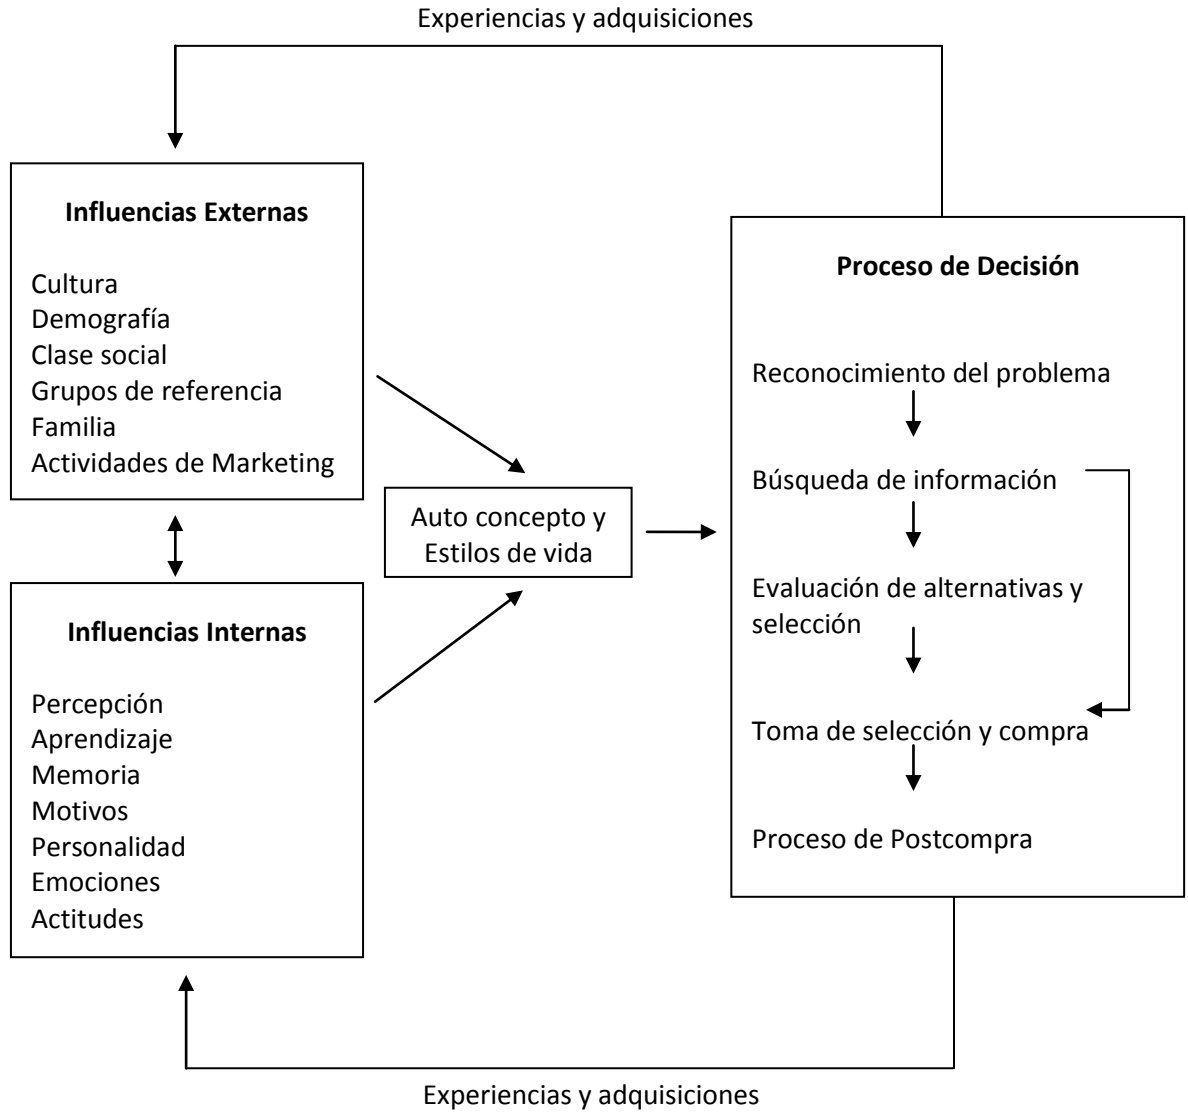 Experiencias y adquisiciones
Influencias Externas
Cultura
Demografía
Clase social
Grupos de referencia
Familia
Actividades de Marketing
Influencias Internas
Percepción
Aprendizaje
Memoria
Motivos
Personalidad
Emociones
Actitudes
Auto concepto y
Estilos de vida
Proceso de Decisión
Reconocimiento del problema
Búsqueda de información
Evaluación de alternativas y
selección
Toma de selección y compra
Proceso de Postcompra
Experiencias y adquisiciones